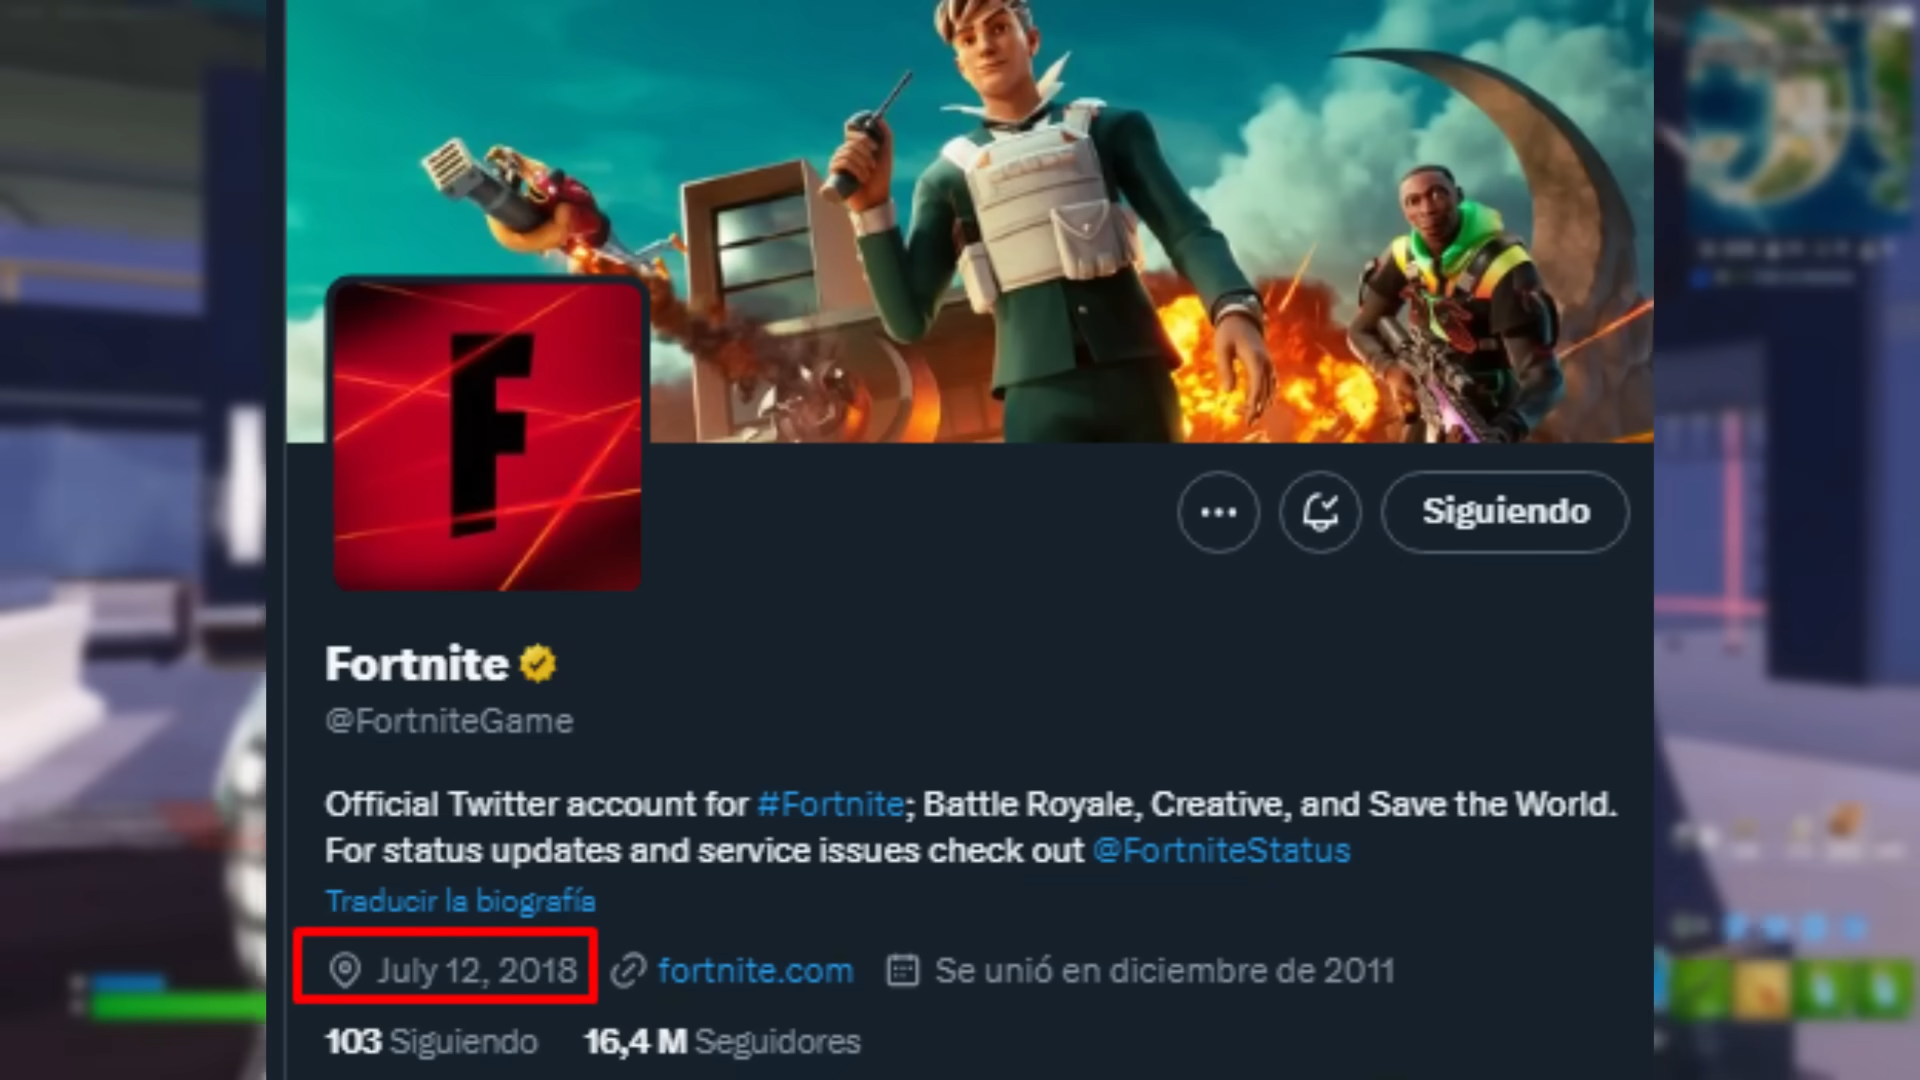 F
Siguiendo
Fortnite
@FortniteGame
Official Twitter account for #Fortnite; Battle Royale, Creative, and Save the World.
For status updates and service issues check out @FortniteStatus
Traducir la biografía
July 12, 2018 fortnite.com Se unió en diciembre de 2011
103 Siguiendo 16,4 M Seguidores